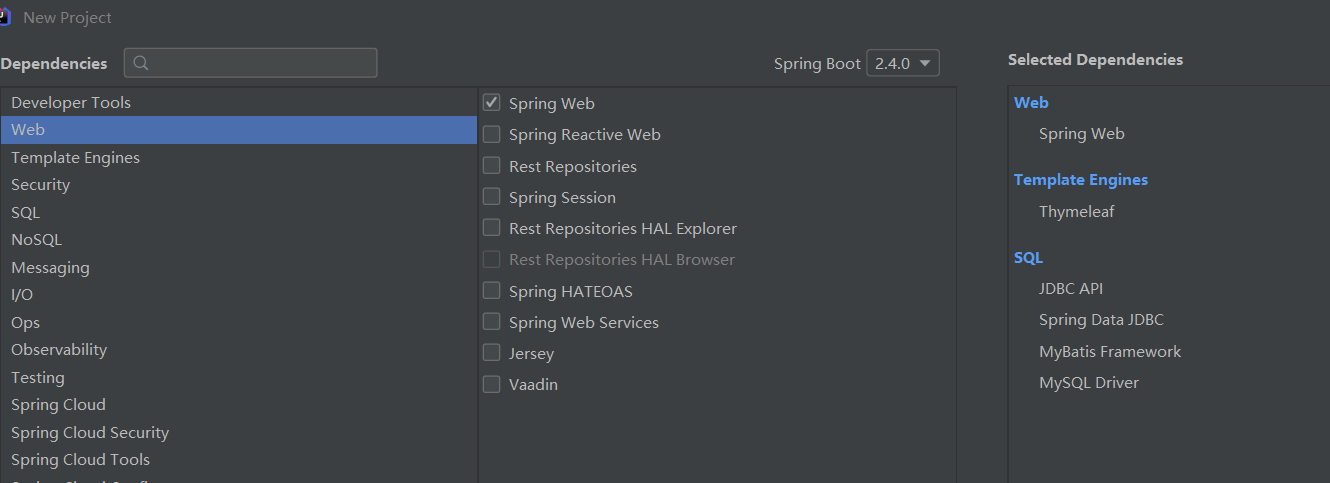 New Project
Dependencies
Spring Boot 2.4.0
Selected Dependencies
Developer Tools
Web
Template Engines
Security
SQL
NoSQL
Messaging
I/O
Ops
Observability
Testing
Spring Cloud
Spring Cloud Security
Spring Cloud Tools
Spring Web
Spring Reactive Web
Rest Repositories
Spring Session
Rest Repositories HAL Explorer
Rest Repositories HAL Browser
Spring HATEOAS
Spring Web Services
Jersey
Vaadin
Web
Spring Web
Template Engines
Thymeleaf
SQL
JDBC API
Spring Data JDBC
MyBatis Framework
MySQL Driver